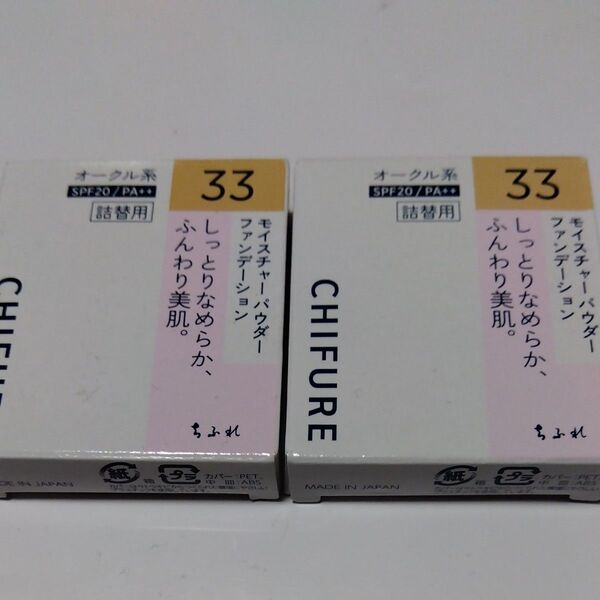 オークル系
SPF20/PA++
詰替用
33
モイスチャーパウダー
ファンデーション
しっとりなめらか、
ふんわり美肌。
CHIFURE
ちふれ
MADE IN JAPAN
紙
箱
プラ
カバー:PET
中皿:ABS
オークル系
SPF20/PA++
詰替用
33
モイスチャーパウダー
ファンデーション
しっとりなめらか、
ふんわり美肌。
CHIFURE
ちふれ
MADE IN JAPAN
紙
箱
プラ
カバー:PET
中皿:ABS